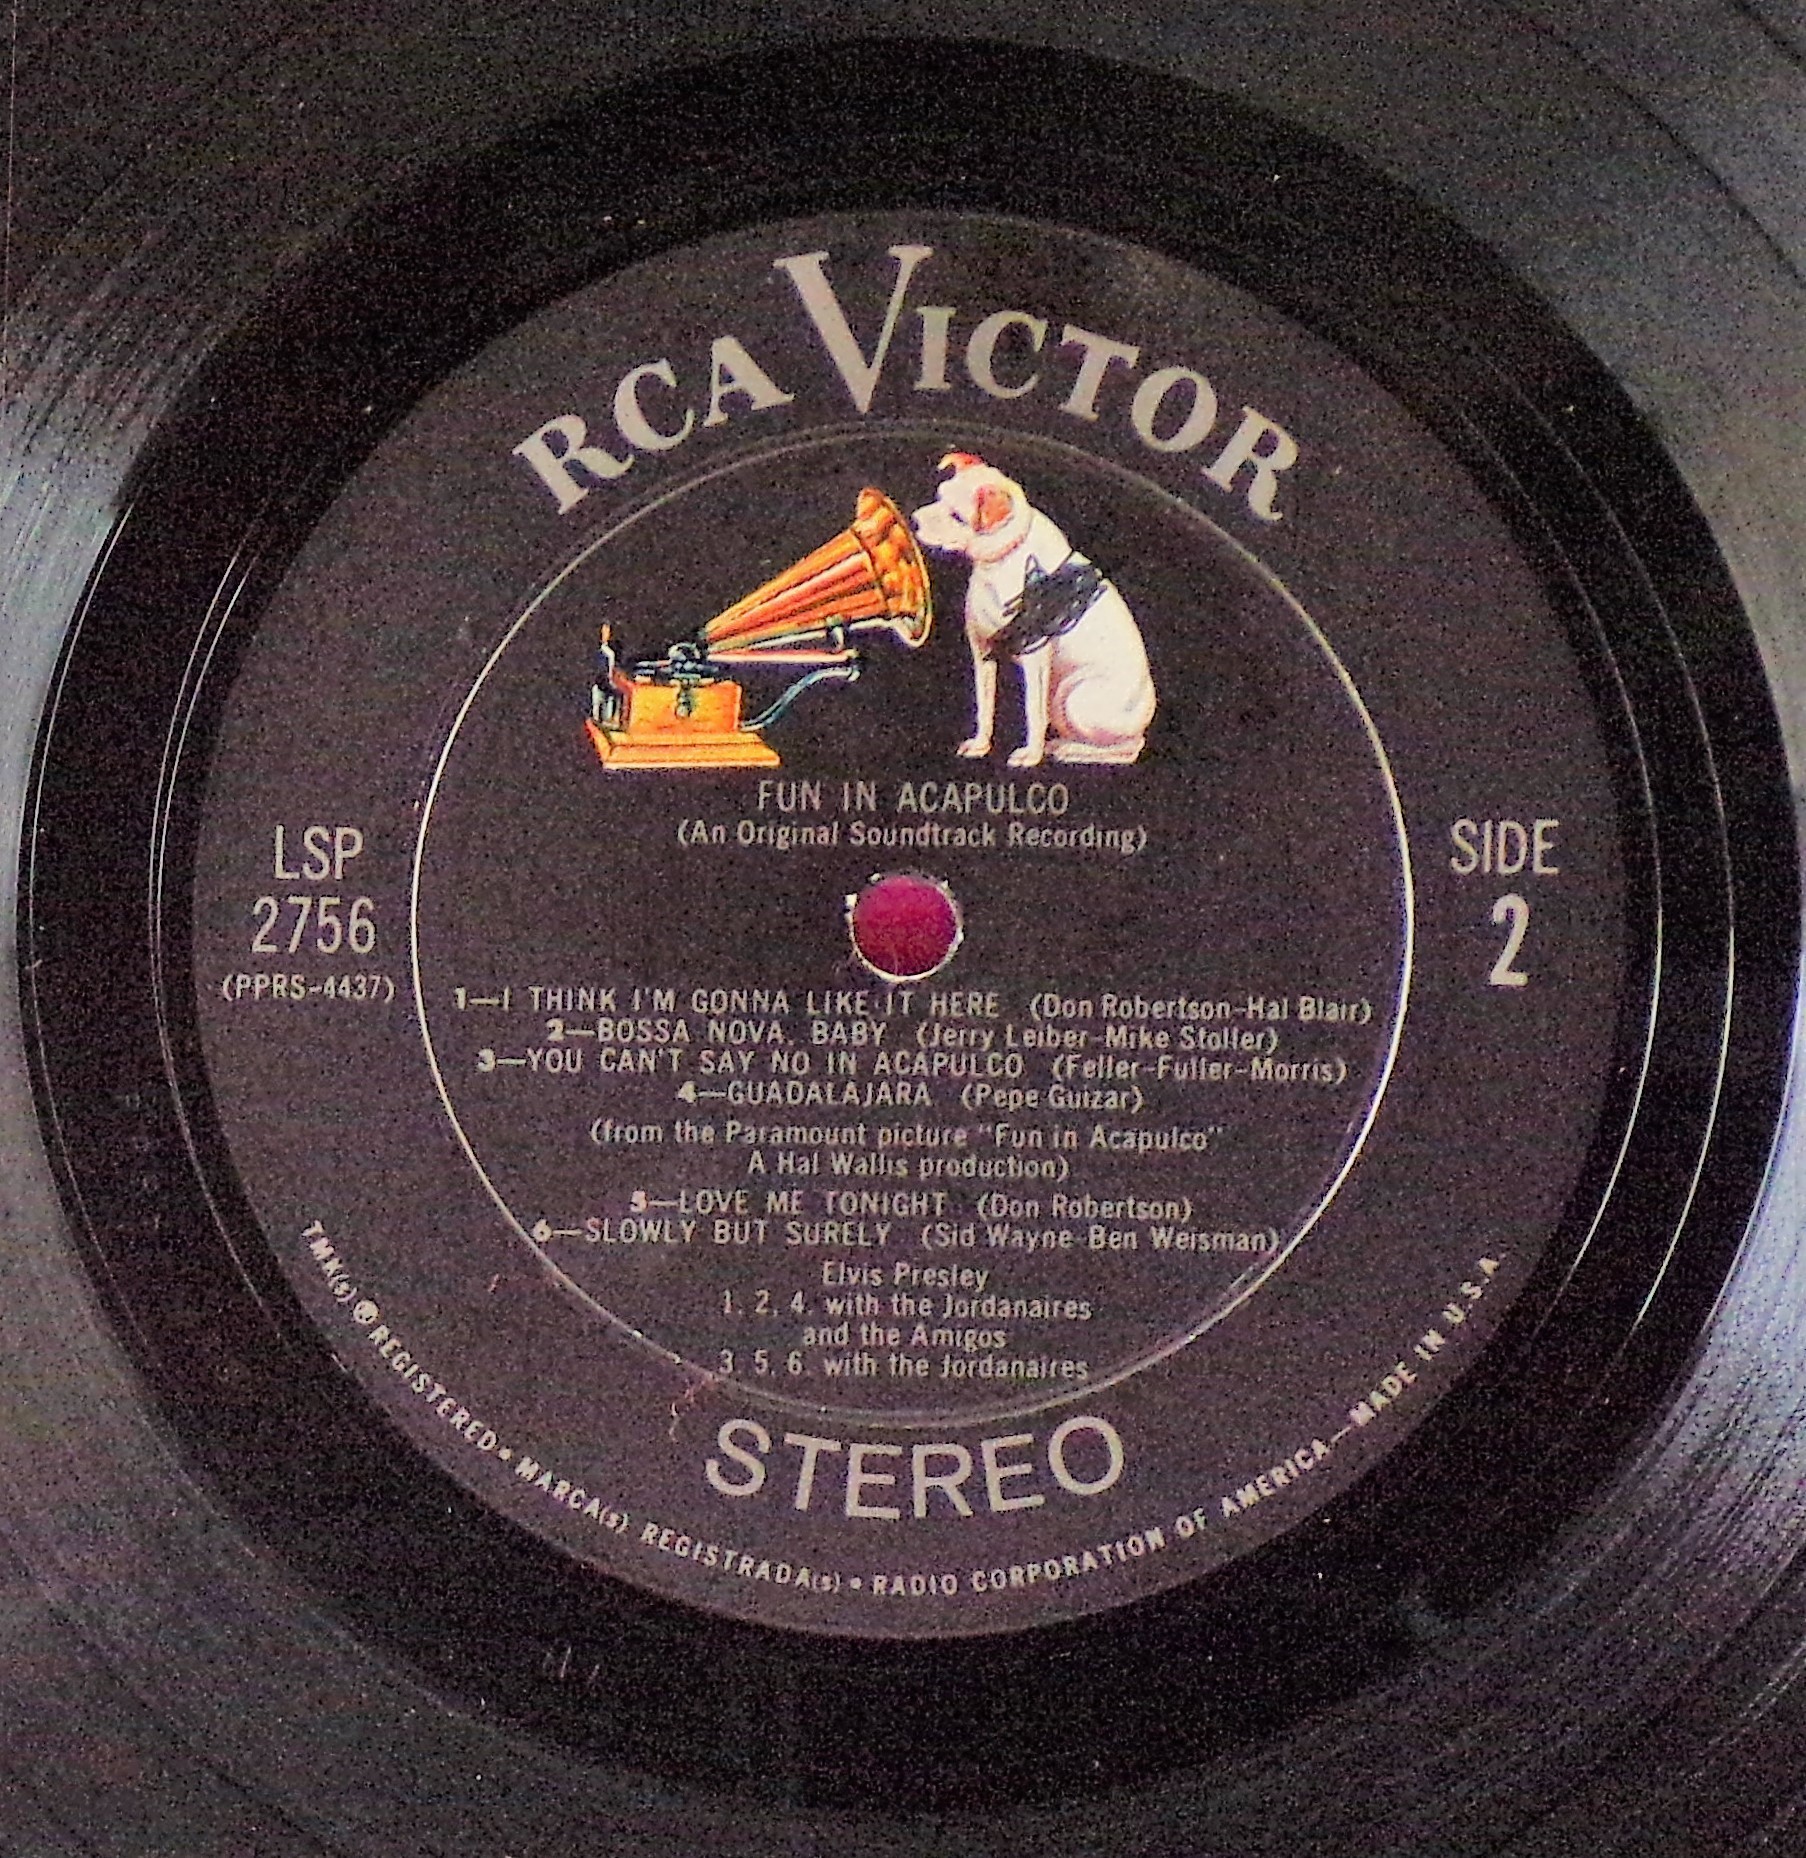 RCA VICTOR
FUN IN ACAPULCO
(An Original Soundtrack Recording)
LSP
2756
(PPRS-4437)
SIDE
2
1—I THINK I'M GONNA LIKE IT HERE (Don Robertson-Hal Blair)
2—BOSSA NOVA, BABY (Jerry Leiber-Mike Stoller)
3—YOU CAN'T SAY NO IN ACAPULCO (Feller-Fuller-Morris)
4—GUADALAJARA (Pepe Guizar)
(from the Paramount picture "Fun in Acapulco"
A Hal Wallis production)
5—LOVE ME TONIGHT (Don Robertson)
6—SLOWLY BUT SURELY (Sid Wayne-Ben Weisman)
Elvis Presley
1, 2, 4, with the Jordanaires
and the Amigos
3, 5, 6, with the Jordanaires
STEREO
TMK(s) ® REGISTERED • MARCA(s) REGISTRADA(s) • RADIO CORPORATION OF AMERICA—MADE IN U.S.A.